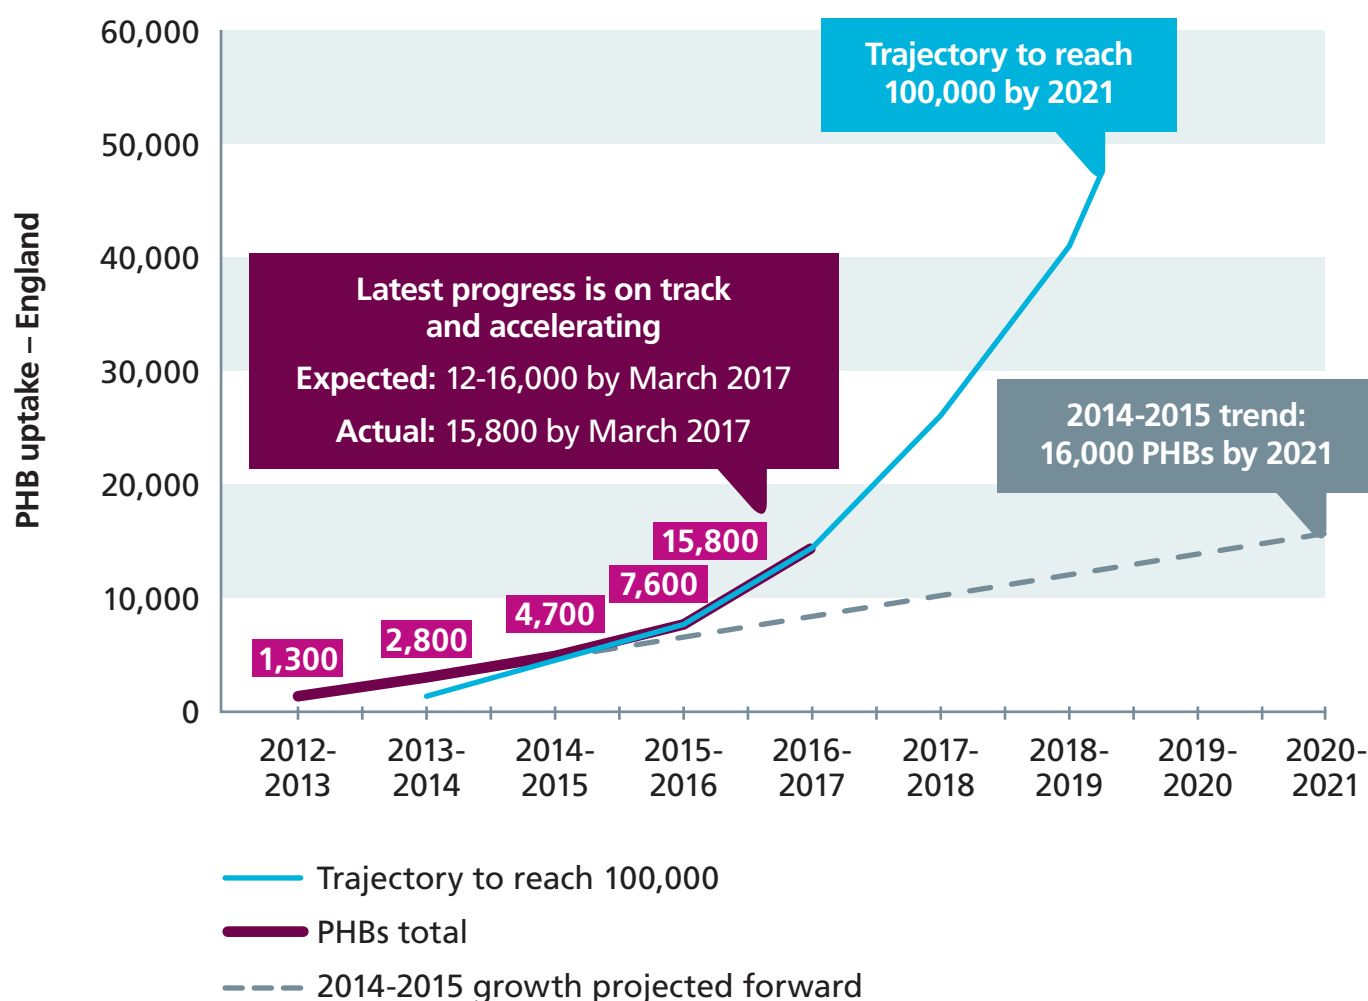 60,000
50,000
40,000
30,000
20,000
10,000
0
PHB uptake – England
Trajectory to reach
100,000 by 2021
Latest progress is on track
and accelerating
Expected: 12-16,000 by March 2017
Actual: 15,800 by March 2017
2014-2015 trend:
16,000 PHBs by 2021
1,300
2,800
4,700
7,600
15,800
2012-
2013
2013-
2014
2014-
2015
2015-
2016
2016-
2017
2017-
2018
2018-
2019
2019-
2020
2020-
2021
Trajectory to reach 100,000
PHBs total
2014-2015 growth projected forward